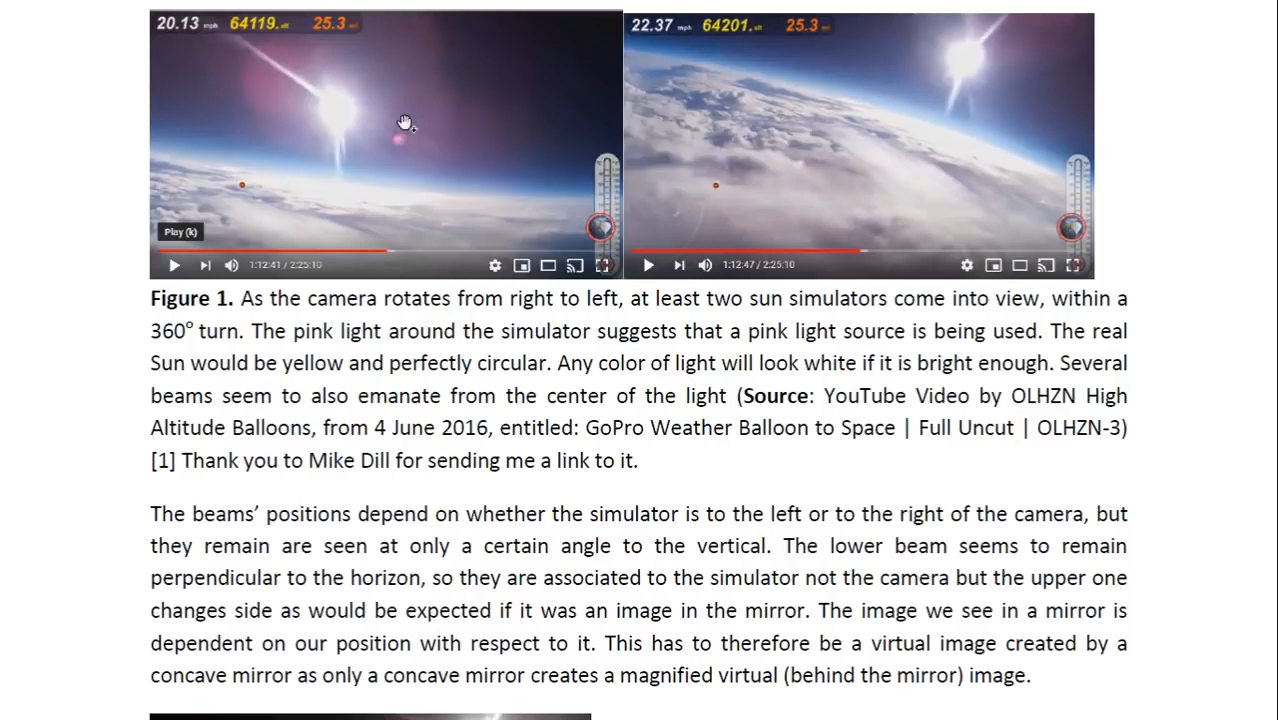 20.13 mph 64119.alt 25.3 mi
22.37 mph 64201.alt 25.3 mi
Play (k)
1:12:41 / 2:25:10
1:12:47 / 2:25:10
Figure 1. As the camera rotates from right to left, at least two sun simulators come into view, within a
360° turn. The pink light around the simulator suggests that a pink light source is being used. The real
Sun would be yellow and perfectly circular. Any color of light will look white if it is bright enough. Several
beams seem to also emanate from the center of the light (Source: YouTube Video by OLHZN High
Altitude Balloons, from 4 June 2016, entitled: GoPro Weather Balloon to Space | Full Uncut | OLHZN-3)
[1] Thank you to Mike Dill for sending me a link to it.
The beams’ positions depend on whether the simulator is to the left or to the right of the camera, but
they remain are seen at only a certain angle to the vertical. The lower beam seems to remain
perpendicular to the horizon, so they are associated to the simulator not the camera but the upper one
changes side as would be expected if it was an image in the mirror. The image we see in a mirror is
dependent on our position with respect to it. This has to therefore be a virtual image created by a
concave mirror as only a concave mirror creates a magnified virtual (behind the mirror) image.